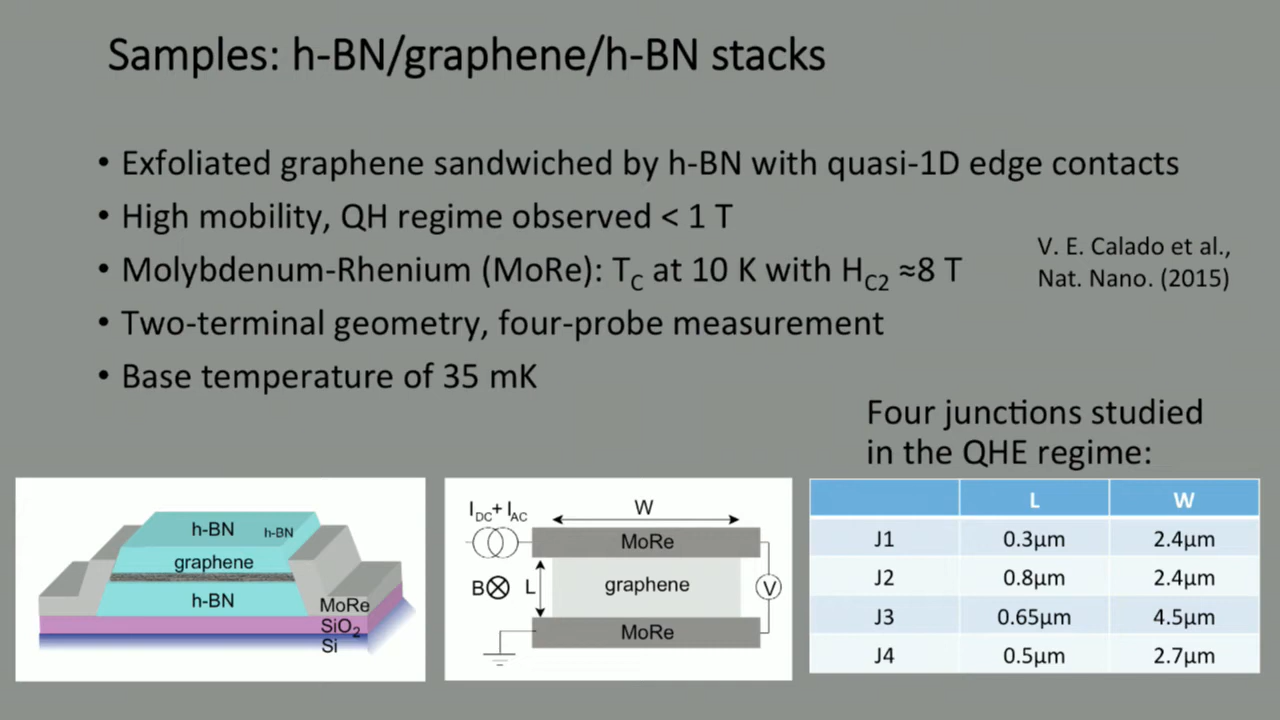 Samples: h-BN/graphene/h-BN stacks
• Exfoliated graphene sandwiched by h-BN with quasi-1D edge contacts
• High mobility, QH regime observed < 1 T
• Molybdenum-Rhenium (MoRe): T_C at 10 K with H_C2 ≈8 T
V. E. Calado et al.,
Nat. Nano. (2015)
• Two-terminal geometry, four-probe measurement
• Base temperature of 35 mK
Four junctions studied
in the QHE regime:
h-BN
h-BN
graphene
h-BN
MoRe
SiO₂
Si
I_DC + I_AC
W
MoRe
B
L
graphene
V
MoRe
L W
J1 0.3µm 2.4µm
J2 0.8µm 2.4µm
J3 0.65µm 4.5µm
J4 0.5µm 2.7µm